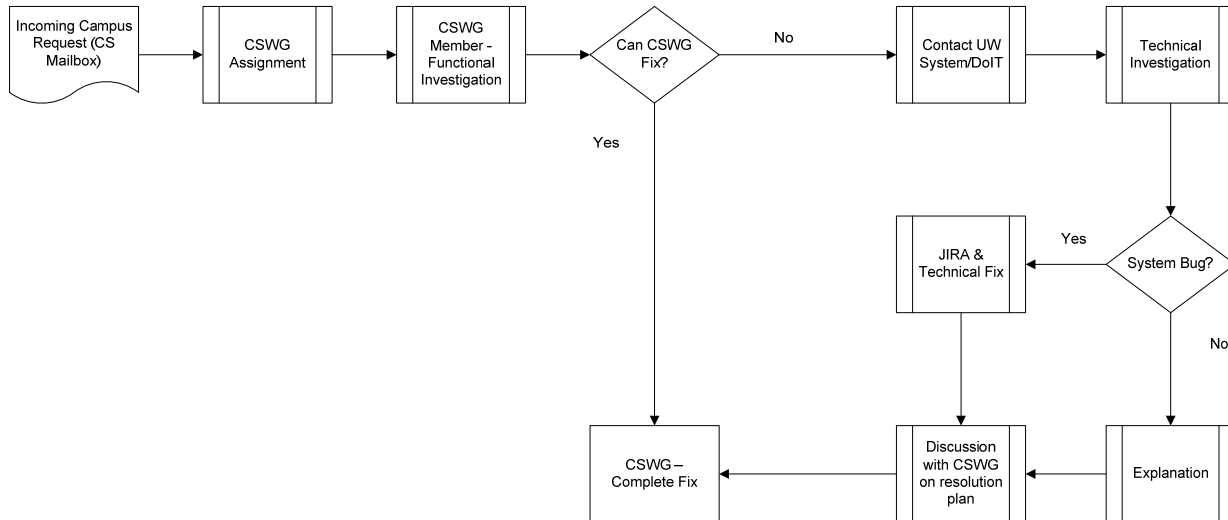 Incoming Campus
Request (CS
Mailbox)
CSWG
Assignment
CSWG
Member -
Functional
Investigation
Can CSWG
Fix?
No
Contact UW
System/DoIT
Technical
Investigation
Yes
JIRA &
Technical Fix
Yes
System Bug?
No
CSWG –
Complete Fix
Discussion
with CSWG
on resolution
plan
Explanation